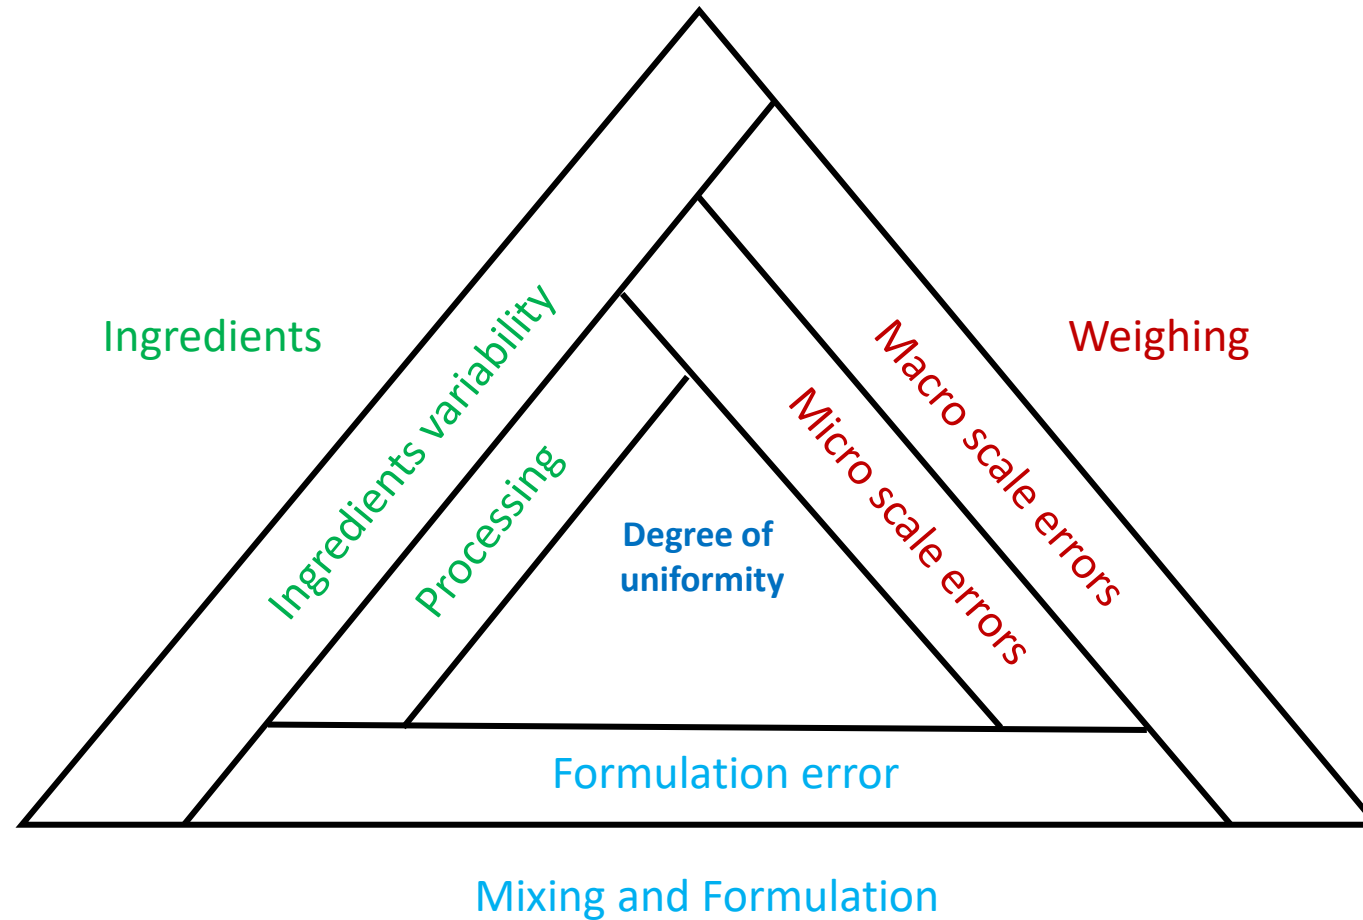 Ingredients
Weighing
Ingredients variability
Processing
Macro scale errors
Micro scale errors
Degree of
uniformity
Formulation error
Mixing and Formulation